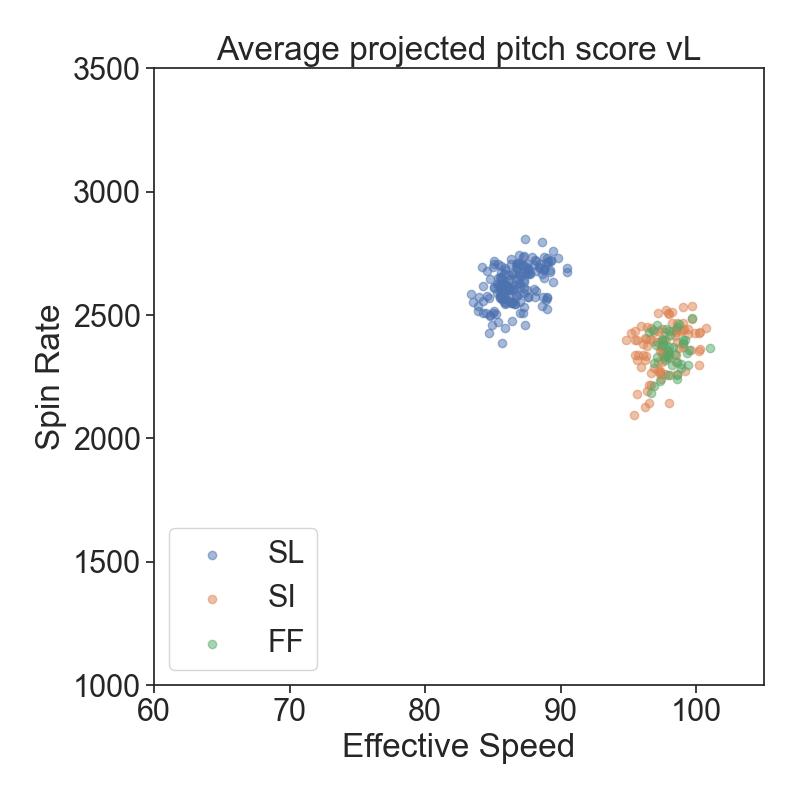 Average projected pitch score vL
3500
3000
2500
2000
1500
1000
Spin Rate
SL
SI
FF
60 70 80 90 100
Effective Speed